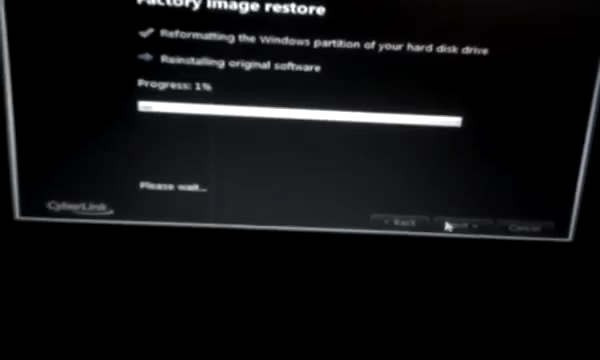 Factory image restore
Reformatting the Windows partition of your hard disk drive
Reinstalling original software
Progress: 1%
Please wait...
CyberLink
< Back
Next >
Cancel